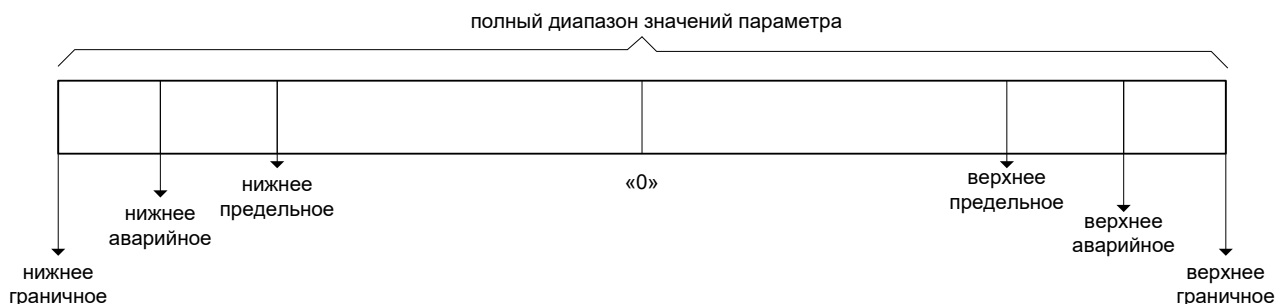 полный диапазон значений параметра
«0»
нижнее
предельное
верхнее
предельное
нижнее
аварийное
верхнее
аварийное
нижнее
граничное
верхнее
граничное